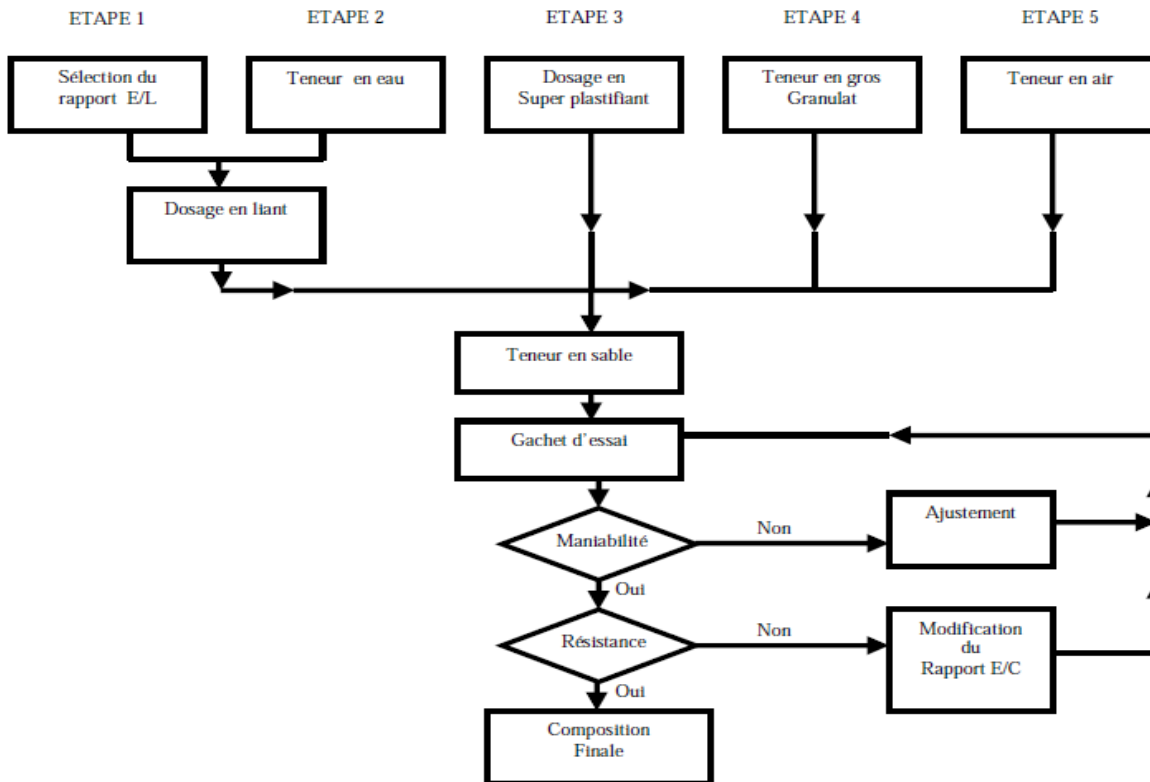 ETAPE 1
ETAPE 2
ETAPE 3
ETAPE 4
ETAPE 5
Sélection du
rapport E/L
Teneur en eau
Dosage en
Super plastifiant
Teneur en gros
Granulat
Teneur en air
Dosage en liant
Teneur en sable
Gachet d'essai
Maniabilité
Non
Ajustement
Oui
Résistance
Non
Modification
du
Rapport E/C
Oui
Composition
Finale